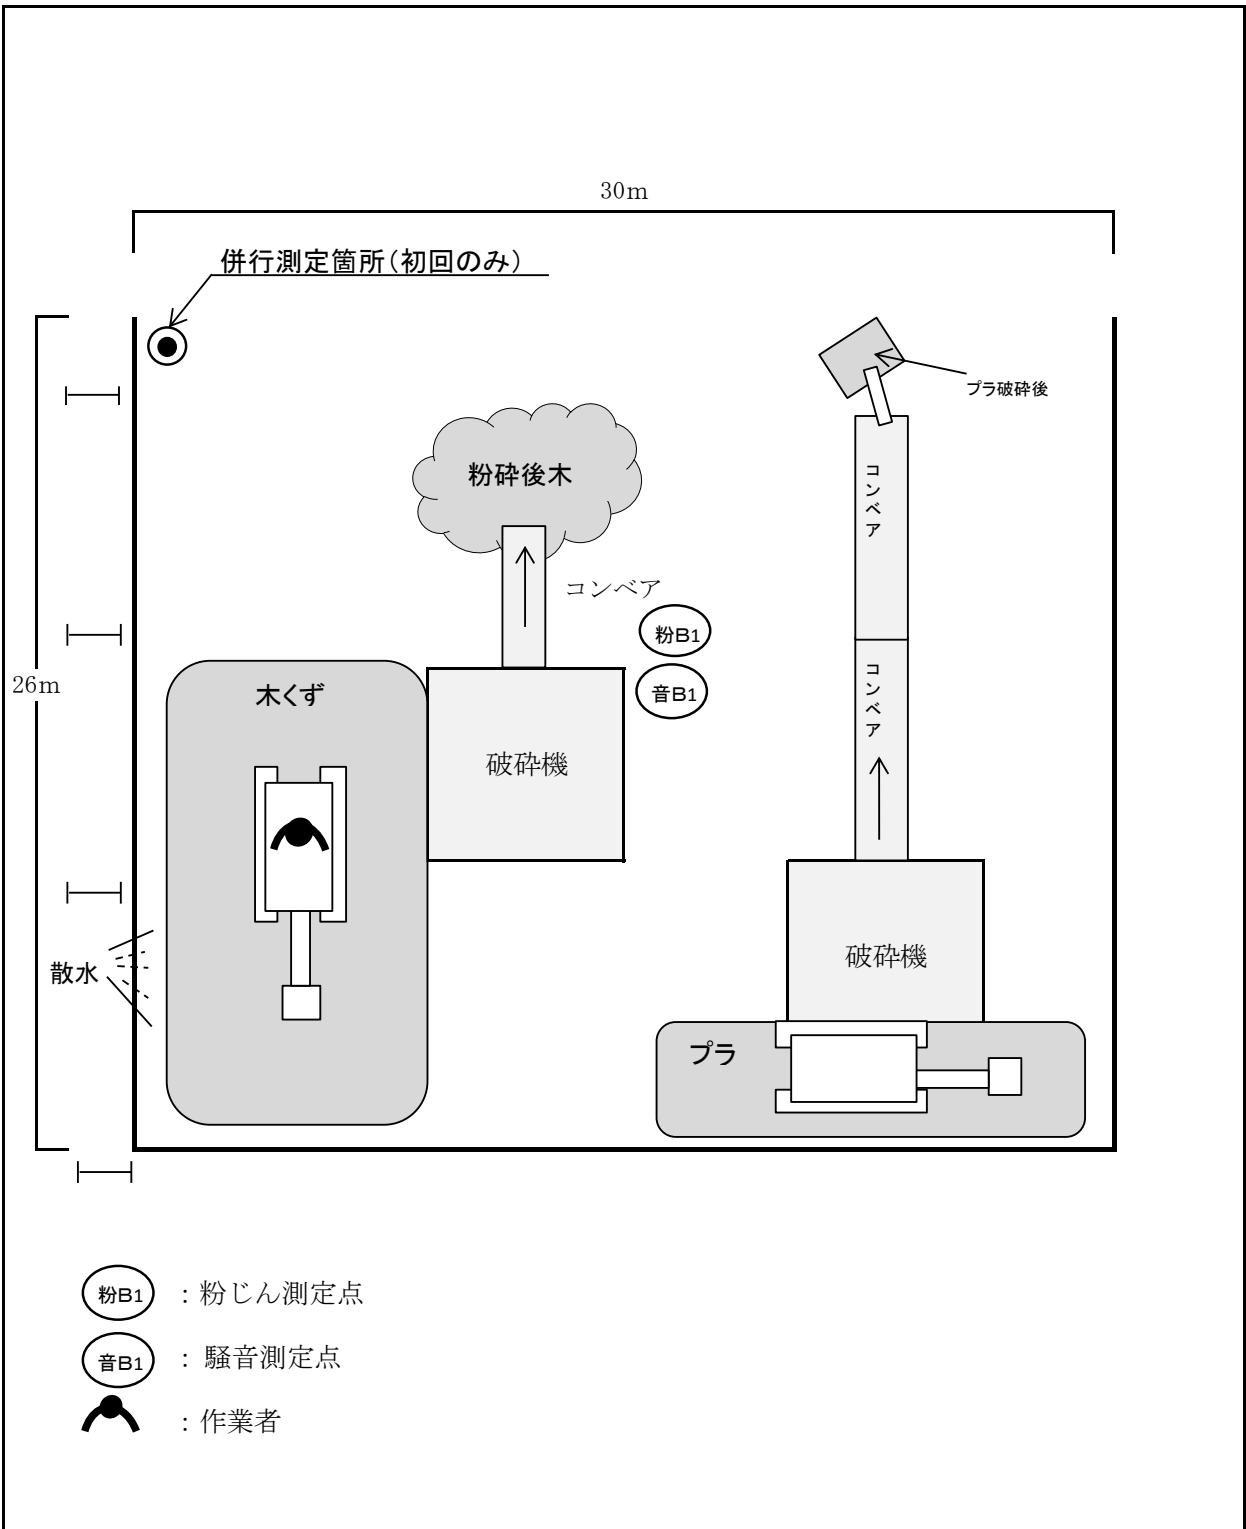 30m
併行測定箇所（初回のみ）
プラ破砕後
粉砕後木
コンベア
コンベア
粉B1
音B1
26m
木くず
コンベア
破砕機
散水
破砕機
プラ
粉B1 ：粉じん測定点
音B1 ：騒音測定点
：作業者